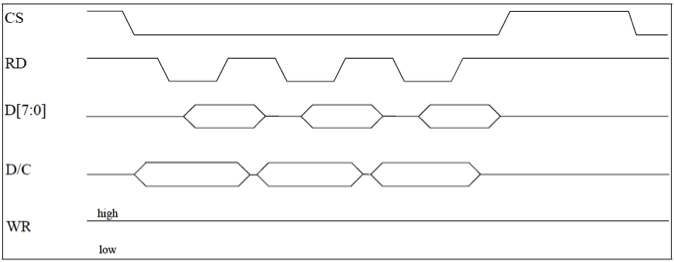 CS
RD
D[7:0]
D/C
high
WR
low